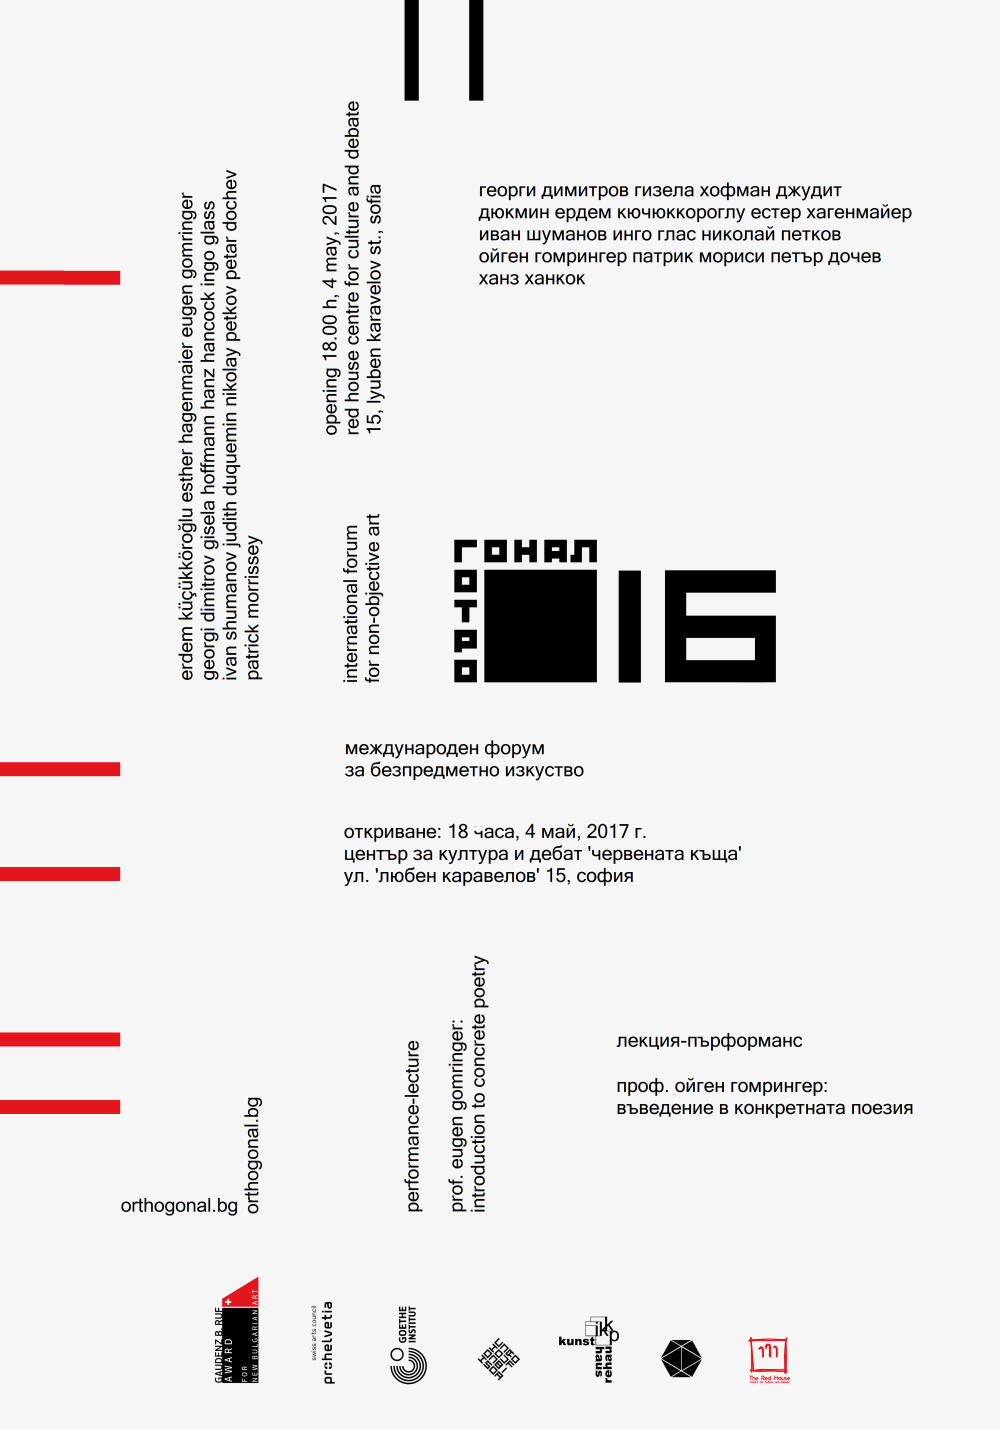 георги димитров гизела хофман джудит
дюкмин ердем кючюккороглу естер хагенмайер
иван шуманов инго глас николай петков
ойген гомрингер патрик мориси петър дочев
ханз ханкок
erdem küçükköroğlu esther hagenmaier eugen gomringer
georgi dimitrov gisela hoffmann hanz hancock ingo glass
ivan shumanov judith duquemin nikolay petkov petar dochev
patrick morrissey
opening 18.00 h, 4 may, 2017
red house centre for culture and debate
15, lyuben karavelov st., sofia
international forum
for non-objective art
ортогонал
16
международен форум
за безпредметно изкуство
откриване: 18 часа, 4 май, 2017 г.
център за култура и дебат 'червената къща'
ул. 'любен каравелов' 15, софия
performance-lecture
prof. eugen gomringer:
introduction to concrete poetry
лекция-пърформанс
проф. ойген гомрингер:
въведение в конкретната поезия
orthogonal.bg
orthogonal.bg
GAUDENZ B. RUF
AWARD
FOR
NEW BULGARIAN ART
swiss arts council
prohelvetia
GOETHE
INSTITUT
ikkp
kunst
haus
rehau
The Red House